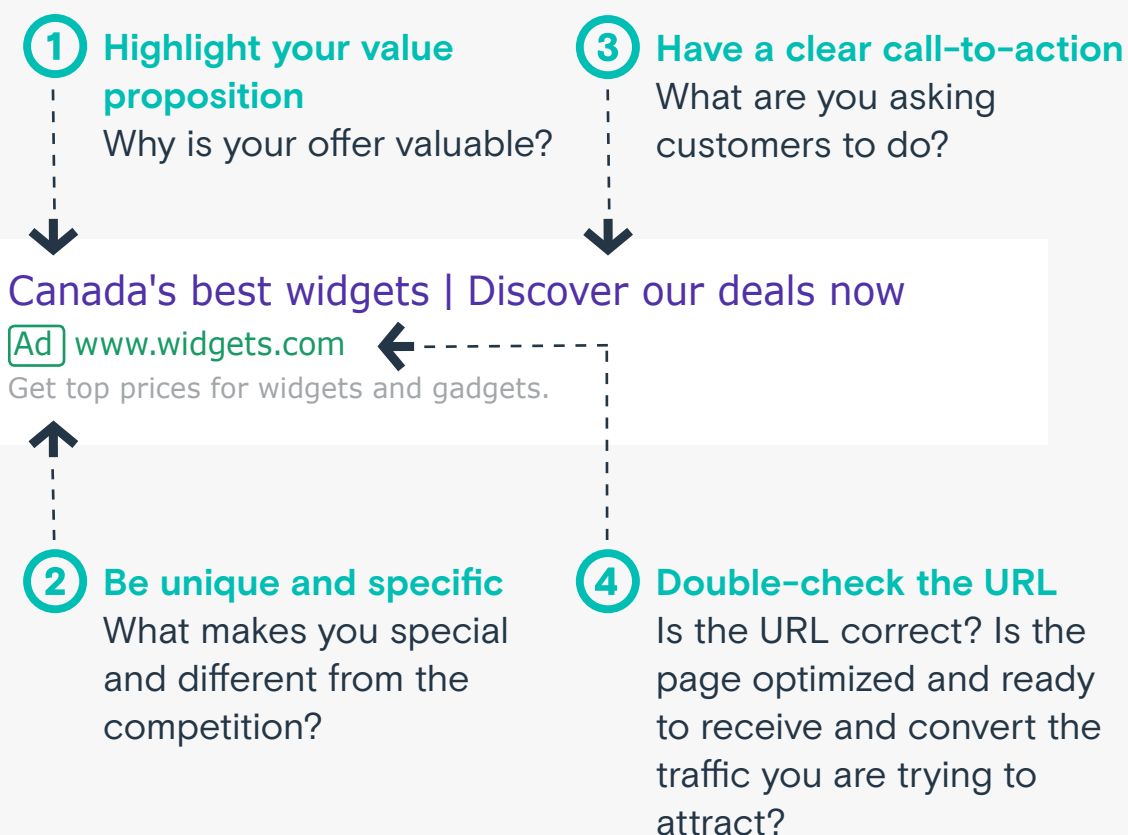 1 Highlight your value
proposition
Why is your offer valuable?
3 Have a clear call-to-action
What are you asking
customers to do?
Canada's best widgets | Discover our deals now
Ad www.widgets.com
Get top prices for widgets and gadgets.
2 Be unique and specific
What makes you special
and different from the
competition?
4 Double-check the URL
Is the URL correct? Is the
page optimized and ready
to receive and convert the
traffic you are trying to
attract?